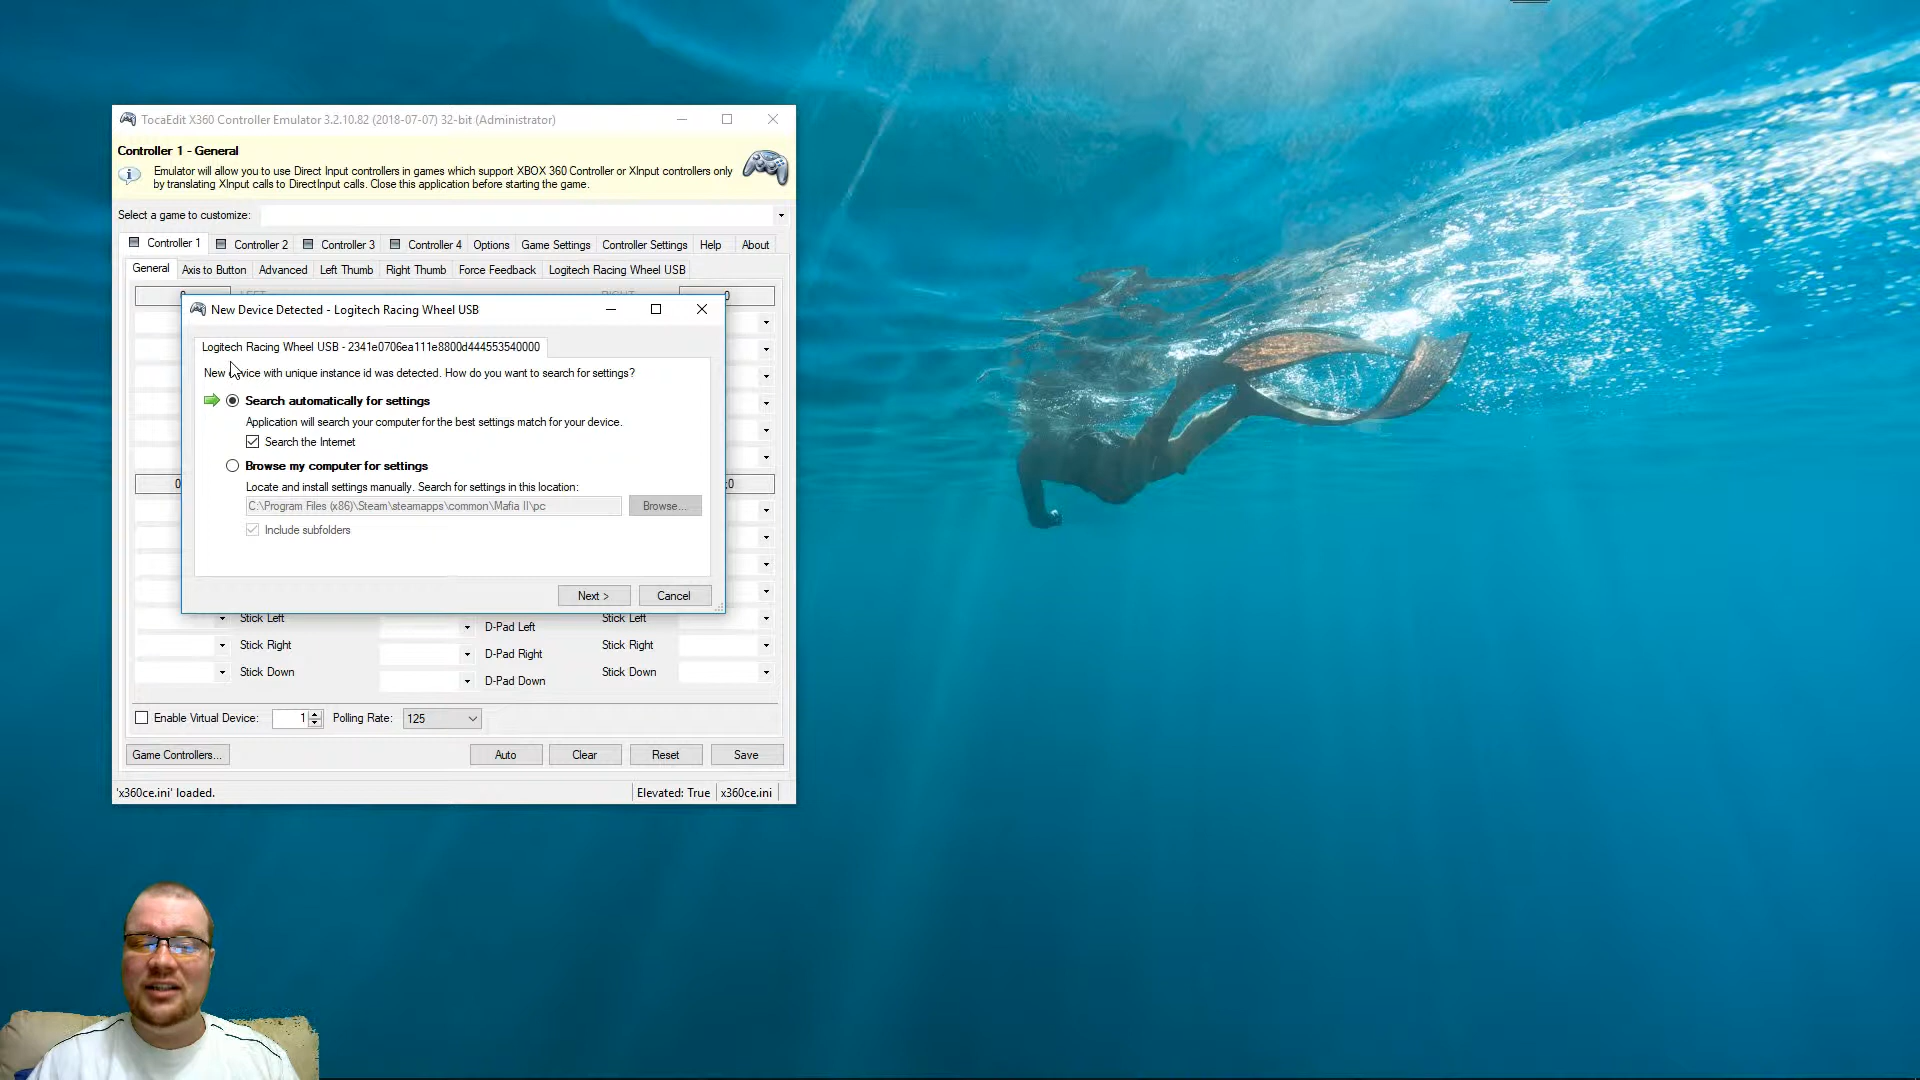 TocaEdit X360 Controller Emulator 3.2.10.82 (2018-07-07) 32-bit (Administrator)
Controller 1 - General
Emulator will allow you to use Direct Input controllers in games which support XBOX 360 Controller or XInput controllers only
by translating XInput calls to DirectInput calls. Close this application before starting the game.
Select a game to customize:
Controller 1 Controller 2 Controller 3 Controller 4 Options Game Settings Controller Settings Help About
General Axis to Button Advanced Left Thumb Right Thumb Force Feedback Logitech Racing Wheel USB
New Device Detected - Logitech Racing Wheel USB
Logitech Racing Wheel USB - 2341e0706ea111e8800d444553540000
New device with unique instance id was detected. How do you want to search for settings?
Search automatically for settings
Application will search your computer for the best settings match for your device.
Search the Internet
Browse my computer for settings
Locate and install settings manually. Search for settings in this location:
C:\Program Files (x86)\Steam\steamapps\common\Mafia II\pc Browse...
Include subfolders
Next > Cancel
Stick Left D-Pad Left Stick Left
Stick Right D-Pad Right Stick Right
Stick Down D-Pad Down Stick Down
Enable Virtual Device: 1 Polling Rate: 125
Game Controllers... Auto Clear Reset Save
'x360ce.ini' loaded. Elevated: True x360ce.ini